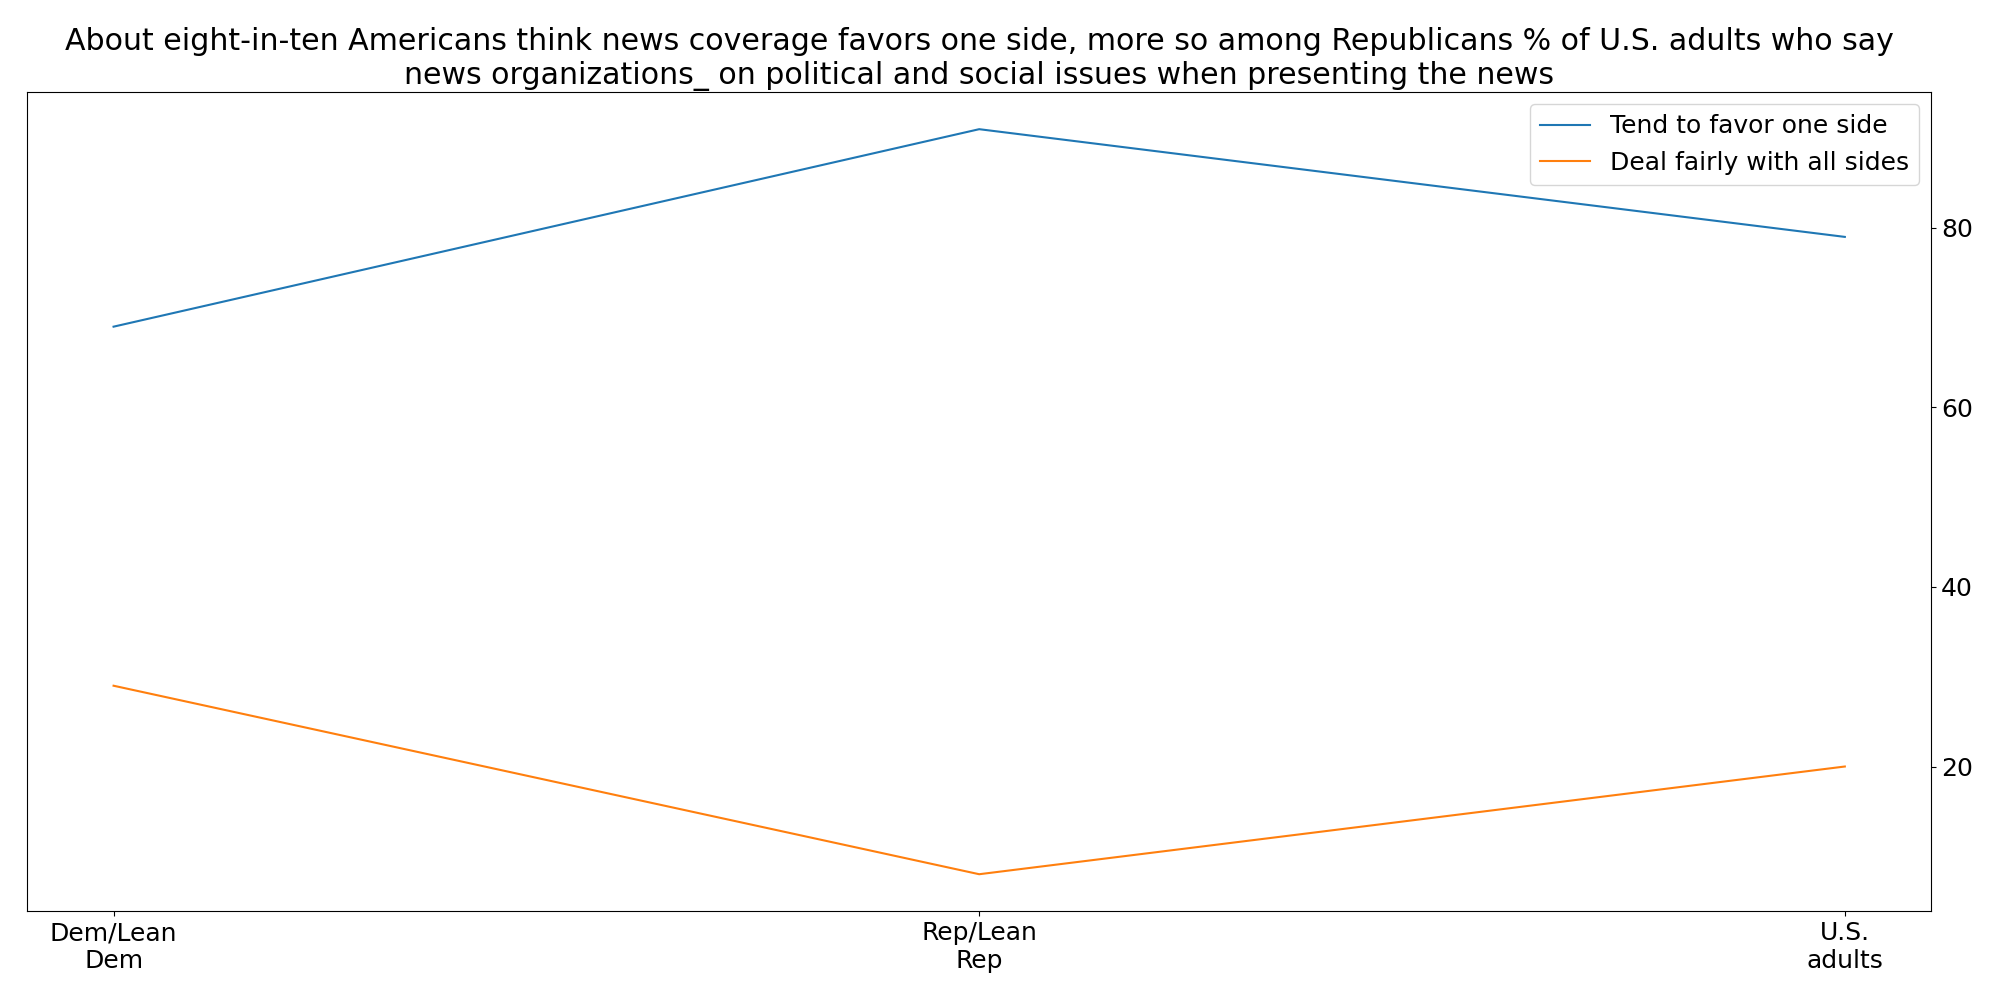 About eight-in-ten Americans think news coverage favors one side, more so among Republicans % of U.S. adults who say
news organizations_ on political and social issues when presenting the news
Tend to favor one side
Deal fairly with all sides
80
60
40
20
Dem/Lean
Dem
Rep/Lean
Rep
U.S.
adults